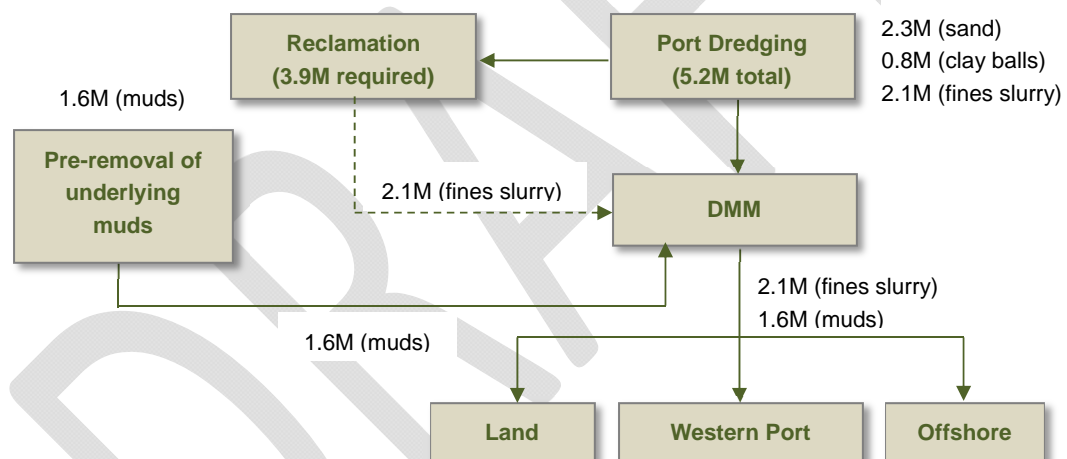 Reclamation
(3.9M required)
Port Dredging
(5.2M total)
2.3M (sand)
0.8M (clay balls)
2.1M (fines slurry)
1.6M (muds)
Pre-removal of
underlying
muds
2.1M (fines slurry)
DMM
2.1M (fines slurry)
1.6M (muds)
1.6M (muds)
Land
Western Port
Offshore
DRAF